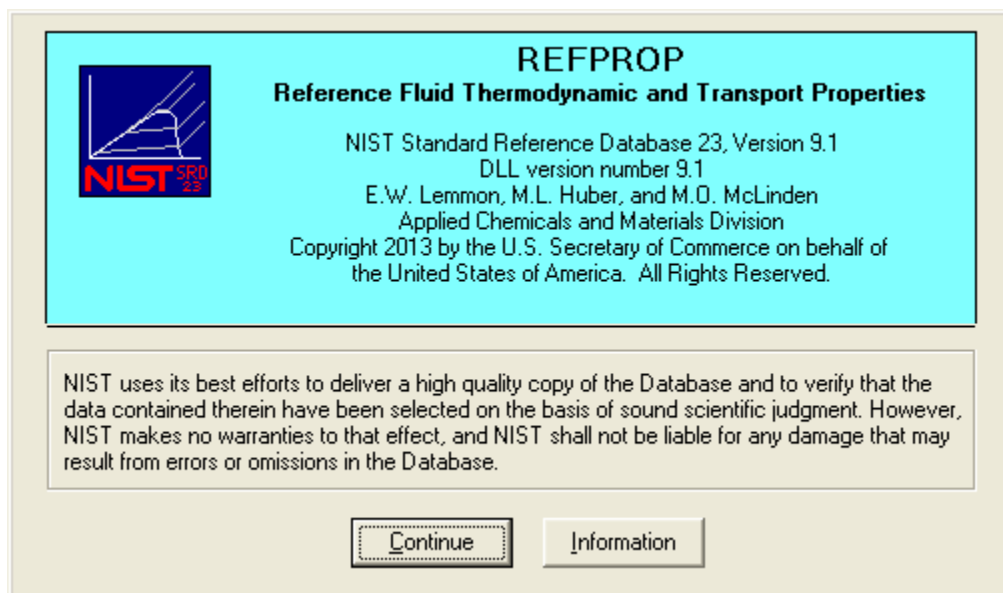 REFPROP
Reference Fluid Thermodynamic and Transport Properties
NIST Standard Reference Database 23, Version 9.1
DLL version number 9.1
E.W. Lemmon, M.L. Huber, and M.O. McLinden
Applied Chemicals and Materials Division
Copyright 2013 by the U.S. Secretary of Commerce on behalf of
the United States of America.  All Rights Reserved.
NIST SRD
23
NIST uses its best efforts to deliver a high quality copy of the Database and to verify that the
data contained therein have been selected on the basis of sound scientific judgment. However,
NIST makes no warranties to that effect, and NIST shall not be liable for any damage that may
result from errors or omissions in the Database.
Continue
Information